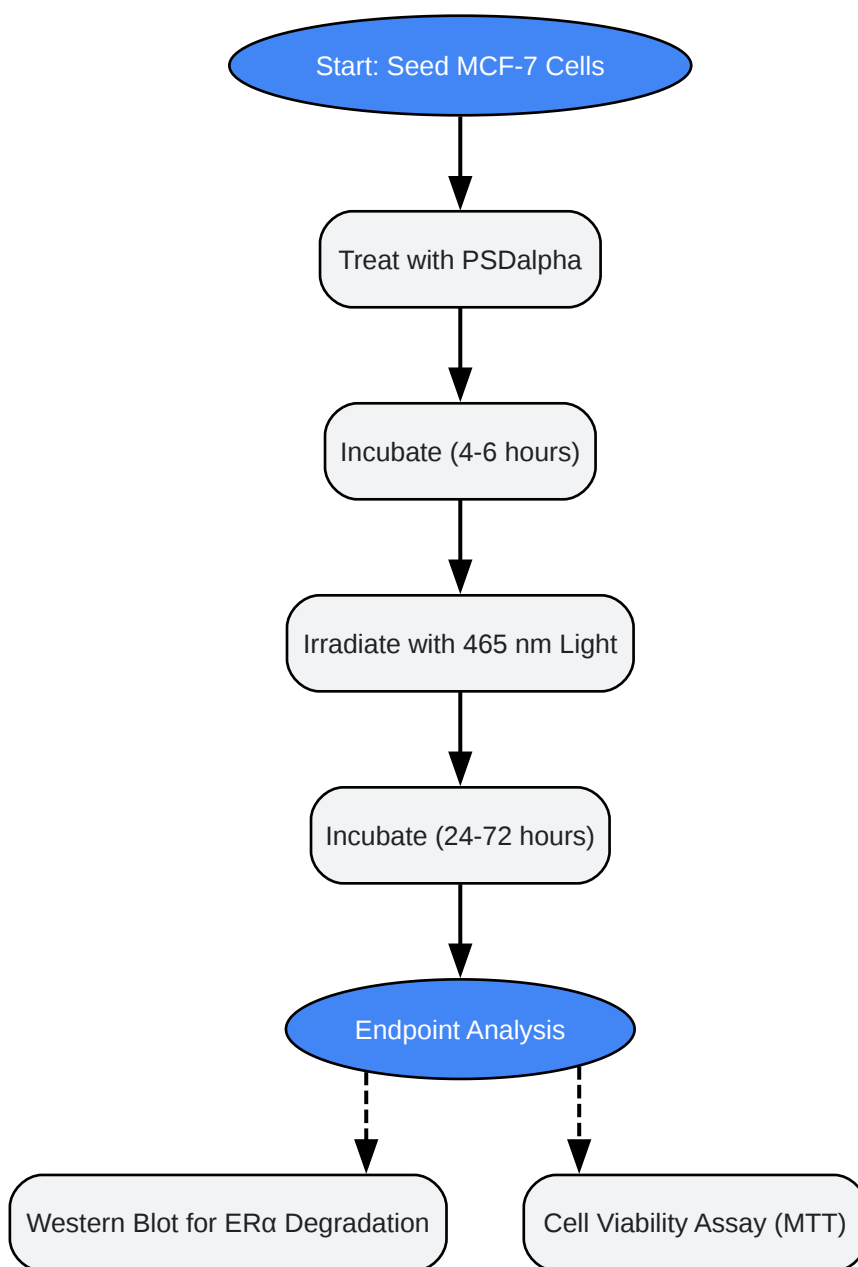 Start: Seed MCF-7 Cells
Treat with PSDalpha
Incubate (4-6 hours)
Irradiate with 465 nm Light
Incubate (24-72 hours)
Endpoint Analysis
Western Blot for ERα Degradation
Cell Viability Assay (MTT)